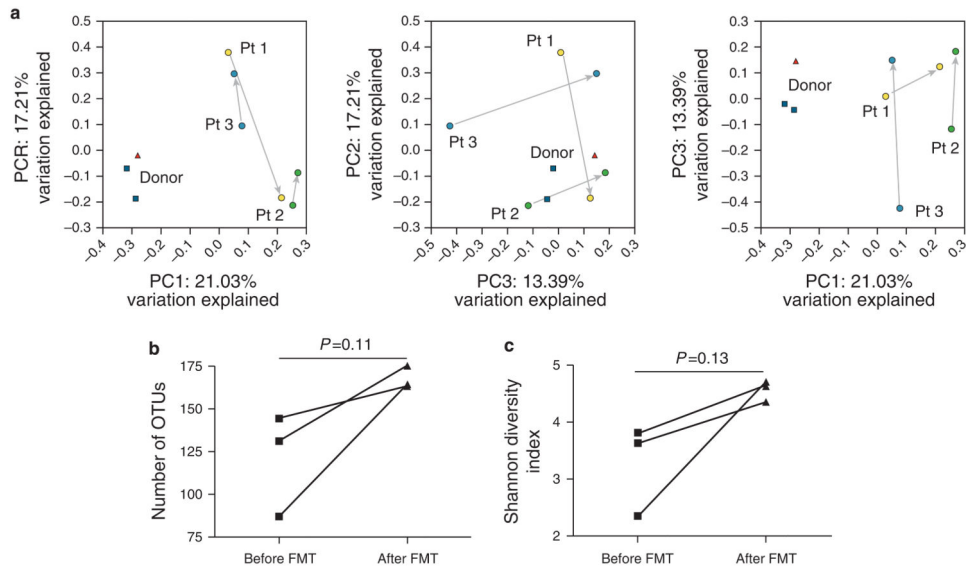 a
0.5
0.4
0.3
0.2
0.1
0.0
−0.1
−0.2
−0.3
PCR: 17.21%
variation explained
Pt 1
Pt 3
Donor
Pt 2
−0.4
−0.3
−0.2
−0.1
0.0
0.1
0.2
0.3
PC1: 21.03%
variation explained
0.5
0.4
0.3
0.2
0.1
0.0
−0.1
−0.2
−0.3
PC2: 17.21%
variation explained
Pt 1
Pt 3
Donor
Pt 2
−0.5
−0.4
−0.3
−0.2
−0.1
0.0
0.1
0.2
0.3
PC3: 13.39%
variation explained
0.3
0.2
0.1
0.0
−0.1
−0.2
−0.3
−0.4
−0.5
PC3: 13.39%
variation explained
Donor
Pt 1
Pt 2
Pt 3
−0.4
−0.3
−0.2
−0.1
0.0
0.1
0.2
0.3
PC1: 21.03%
variation explained
b
P=0.11
175
150
125
100
75
Number of OTUs
Before FMT
After FMT
c
P=0.13
5
4
3
2
Shannon diversity
index
Before FMT
After FMT